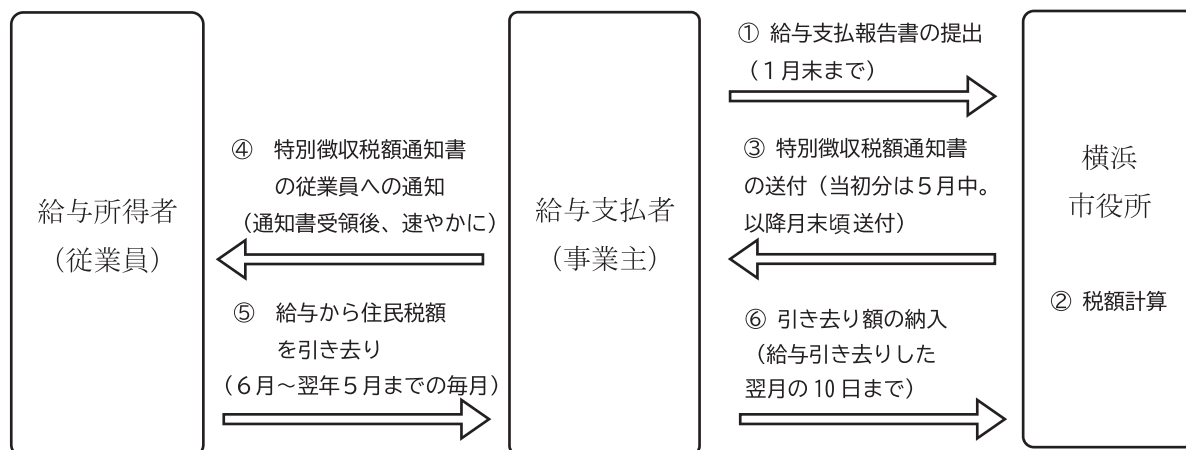 給与所得者
(従業員)
④ 特別徴収税額通知書
の従業員への通知
(通知書受領後、速やかに)
⑤ 給与から住民税額
を引き去り
(6月～翌年5月までの毎月)
給与支払者
(事業主)
① 給与支払報告書の提出
(1月末まで)
③ 特別徴収税額通知書
の送付(当初分は5月中。
以降月末頃送付)
⑥ 引き去り額の納入
(給与引き去りした
翌月の 10 日まで)
横浜
市役所
② 税額計算